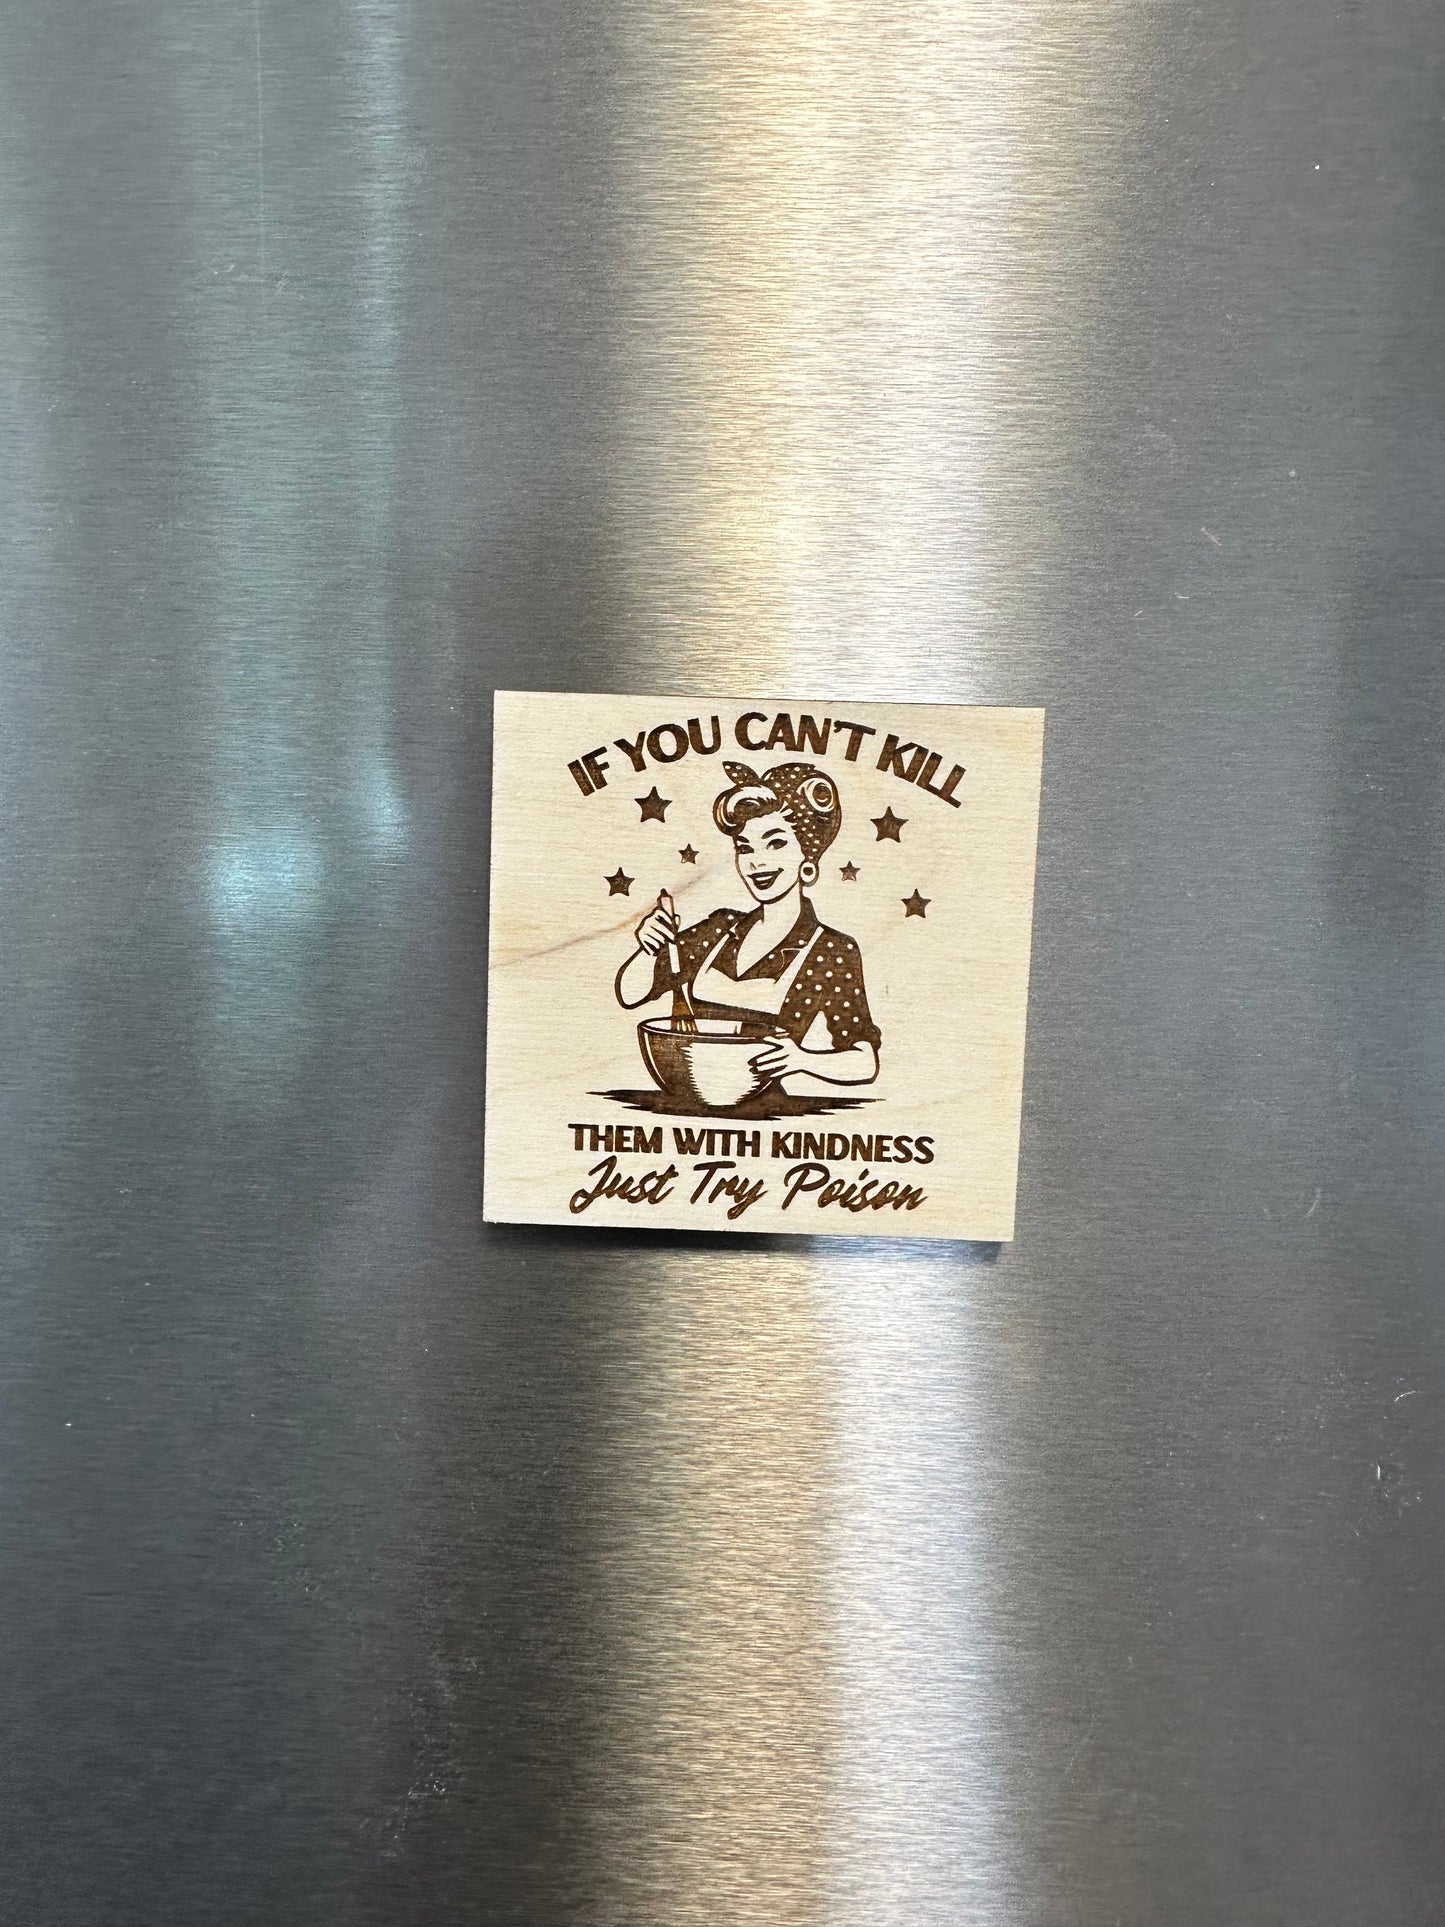 IF YOU CAN'T KILL
THEM WITH KINDNESS
Just Try Poison